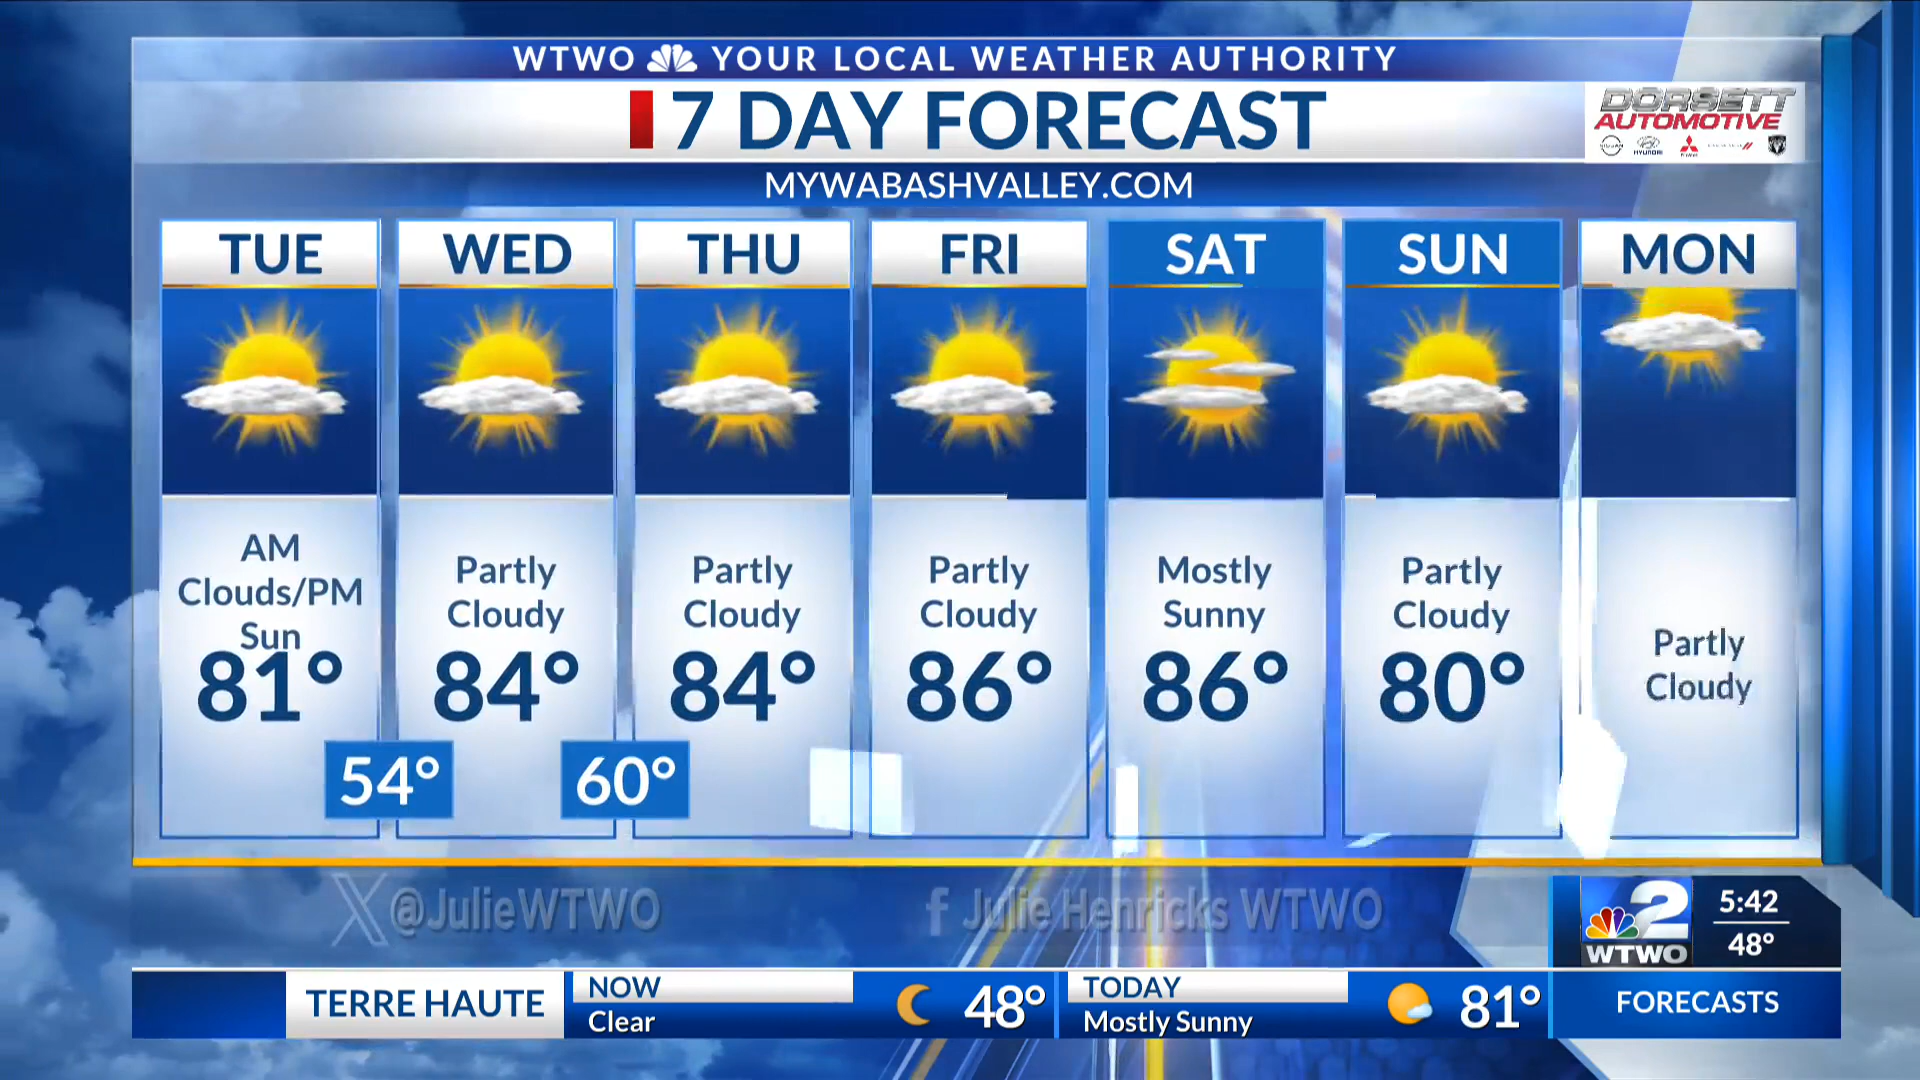 WTWO YOUR LOCAL WEATHER AUTHORITY
7 DAY FORECAST
DORSETT
AUTOMOTIVE
HYUNDAI
MYWABASHVALLEY.COM
TUE
WED
THU
FRI
SAT
SUN
MON
AM
Clouds/PM
Sun
81°
Partly
Cloudy
84°
Partly
Cloudy
84°
Partly
Cloudy
86°
Mostly
Sunny
86°
Partly
Cloudy
80°
Partly
Cloudy
54°
60°
X @JulieWTWO
f Julie Henricks WTWO
2
WTWO
5:42
48°
TERRE HAUTE
NOW
Clear
48°
TODAY
Mostly Sunny
81°
FORECASTS